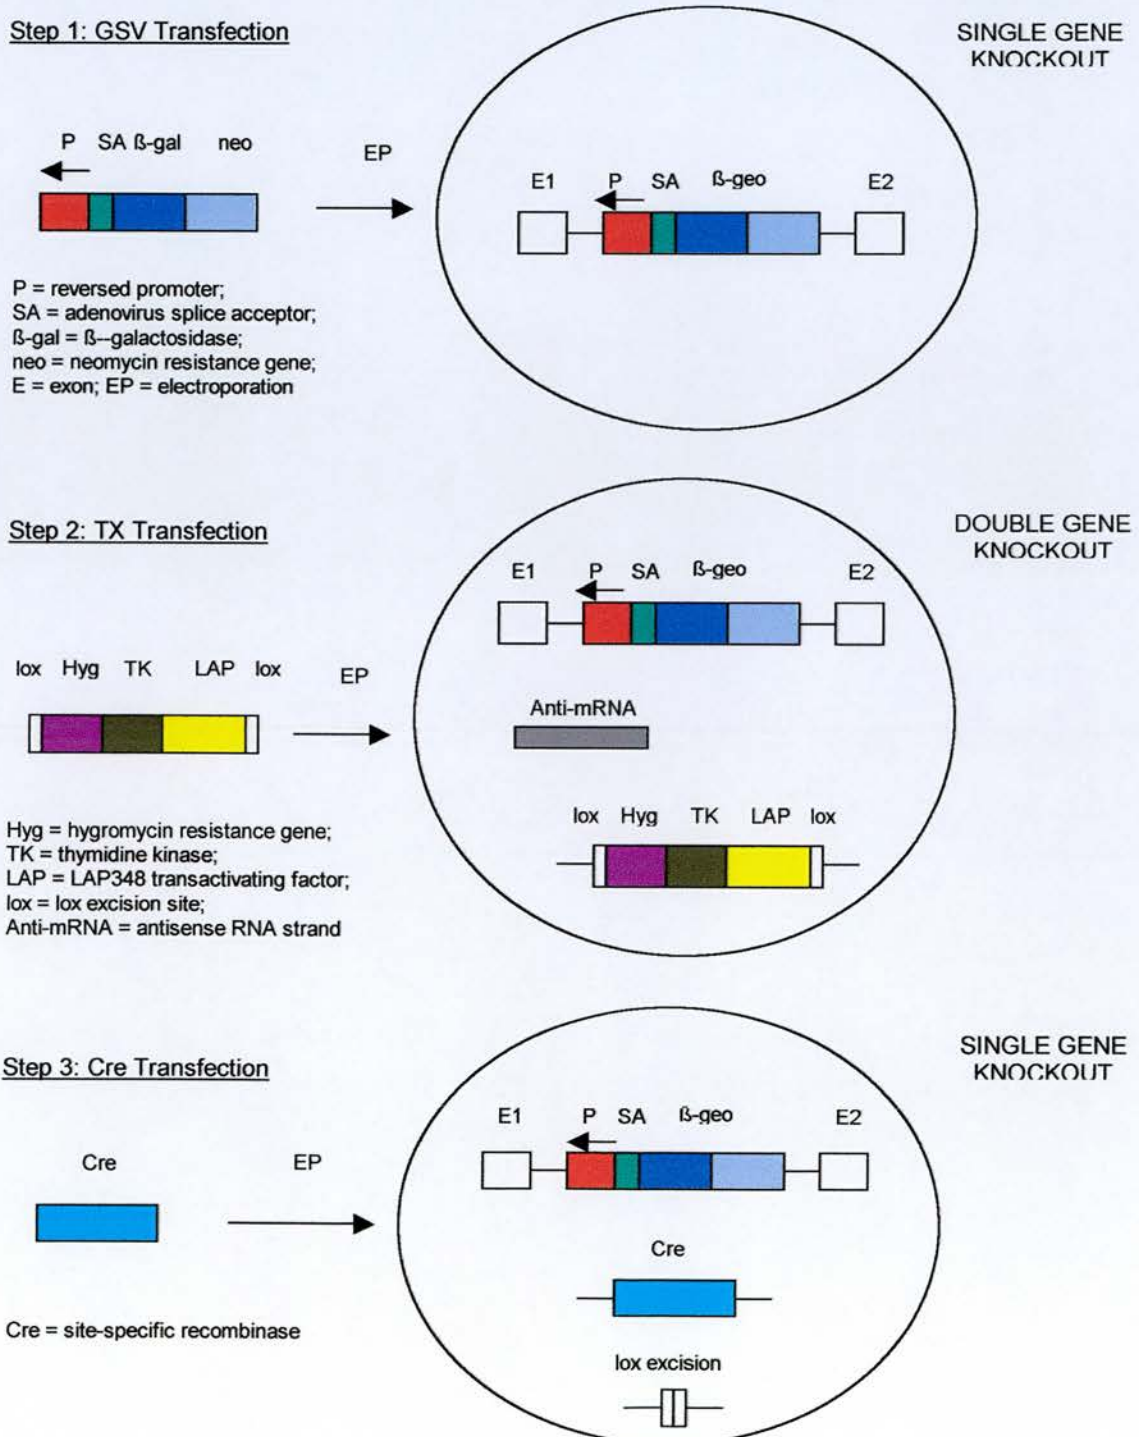 Step 1: GSV Transfection
SINGLE GENE
KNOCKOUT
P SA ß-gal neo
EP
E1 P SA ß-geo E2
P = reversed promoter;
SA = adenovirus splice acceptor;
ß-gal = ß--galactosidase;
neo = neomycin resistance gene;
E = exon; EP = electroporation
Step 2: TX Transfection
DOUBLE GENE
KNOCKOUT
E1 P SA ß-geo E2
lox Hyg TK LAP lox
EP
Anti-mRNA
lox Hyg TK LAP lox
Hyg = hygromycin resistance gene;
TK = thymidine kinase;
LAP = LAP348 transactivating factor;
lox = lox excision site;
Anti-mRNA = antisense RNA strand
Step 3: Cre Transfection
SINGLE GENE
KNOCKOUT
E1 P SA ß-geo E2
Cre
EP
Cre
Cre = site-specific recombinase
lox excision